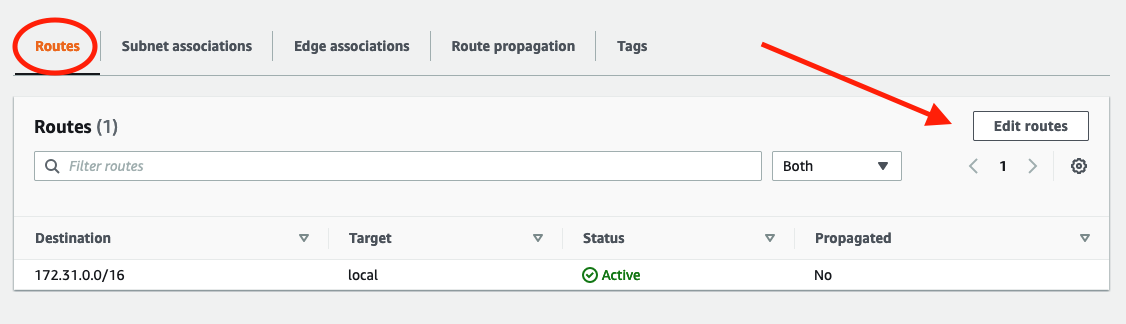 Routes Subnet associations Edge associations Route propagation Tags
Routes (1)
Edit routes
Filter routes
Both
1
Destination Target Status Propagated
172.31.0.0/16 local Active No